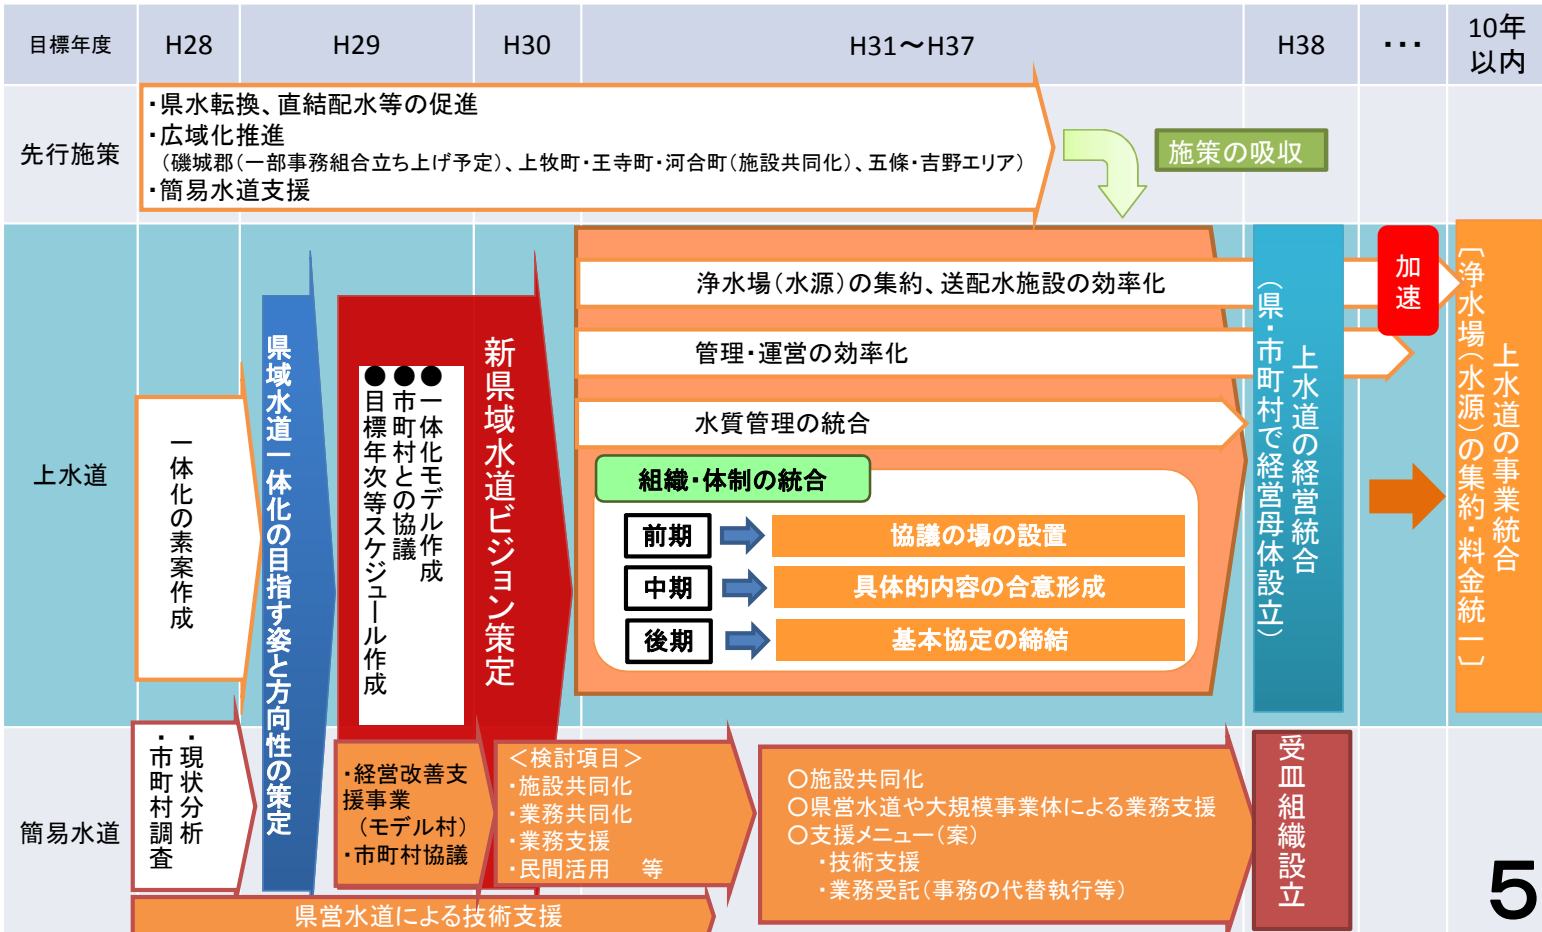 目標年度
H28
H29
H30
H31～H37
H38
・・・
10年
以内
先行施策
・県水転換、直結配水等の促進
・広域化推進
（磯城郡（一部事務組合立ち上げ予定）、上牧町・王寺町・河合町（施設共同化）、五條・吉野エリア）
・簡易水道支援
施策の吸収
上水道
一体化の素案作成
県域水道一体化の目指す姿と方向性の策定
●一体化モデル作成
●市町村との協議
●目標年次等スケジュール作成
新県域水道ビジョン策定
浄水場（水源）の集約、送配水施設の効率化
管理・運営の効率化
水質管理の統合
組織・体制の統合
前期
協議の場の設置
中期
具体的内容の合意形成
後期
基本協定の締結
上水道の経営統合
（県・市町村で経営母体設立）
加速
上水道の事業統合
［浄水場（水源）の集約・料金統一］
簡易水道
・現状分析
・市町村調査
・経営改善支
援事業
（モデル村）
・市町村協議
＜検討項目＞
・施設共同化
・業務共同化
・業務支援
・民間活用　等
○施設共同化
○県営水道や大規模事業体による業務支援
○支援メニュー（案）
・技術支援
・業務受託（事務の代替執行等）
受皿組織設立
県営水道による技術支援
5